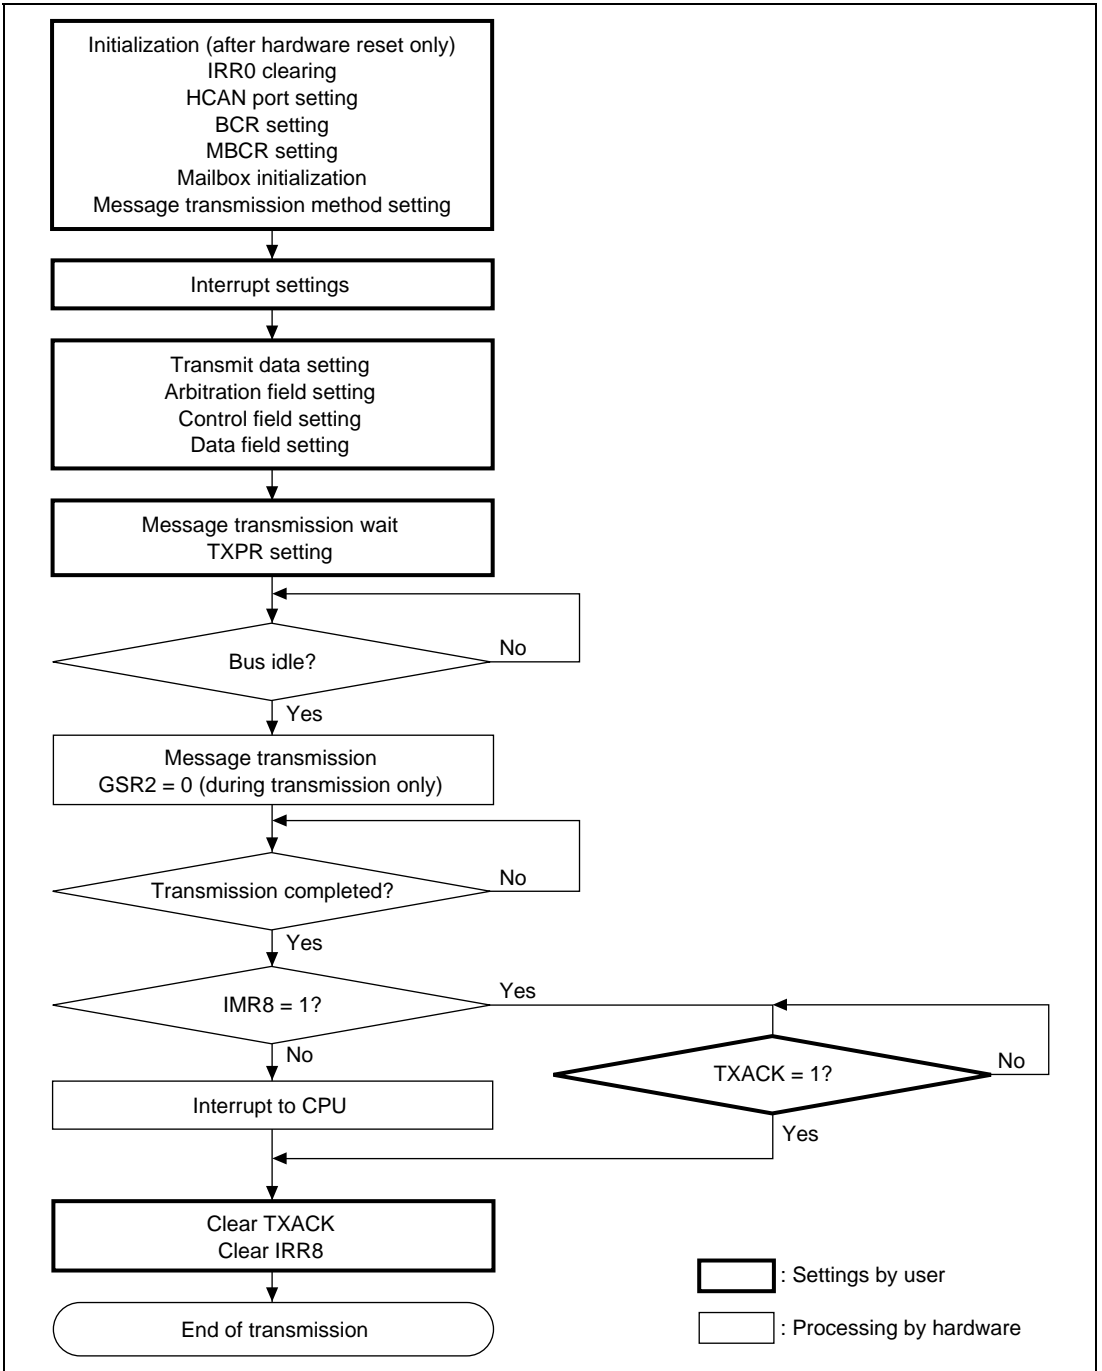 Initialization (after hardware reset only)
IRR0 clearing
HCAN port setting
BCR setting
MBCR setting
Mailbox initialization
Message transmission method setting
Interrupt settings
Transmit data setting
Arbitration field setting
Control field setting
Data field setting
Message transmission wait
TXPR setting
Bus idle?
No
Yes
Message transmission
GSR2 = 0 (during transmission only)
Transmission completed?
No
Yes
IMR8 = 1?
Yes
No
TXACK = 1?
No
Yes
Interrupt to CPU
Clear TXACK
Clear IRR8
End of transmission
: Settings by user
: Processing by hardware